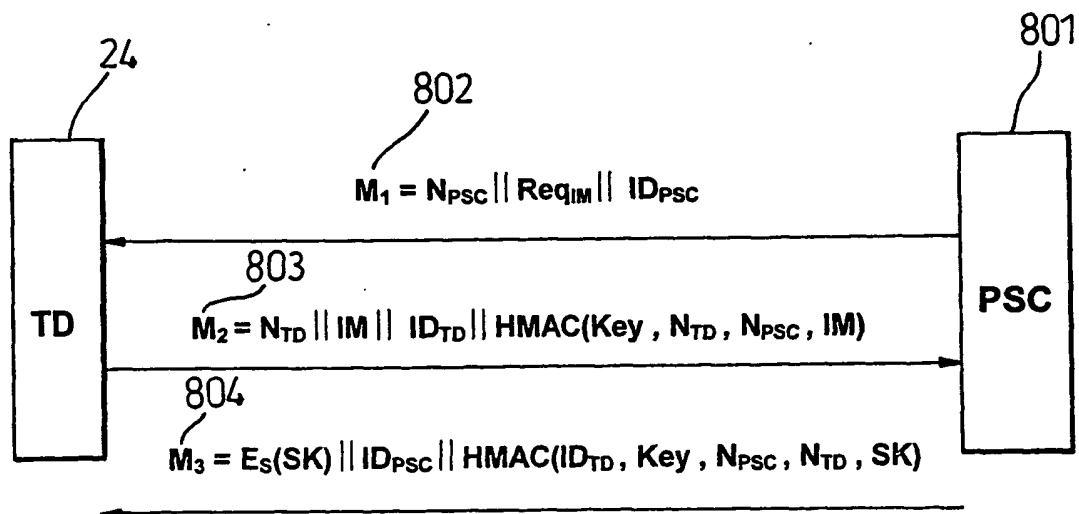 24
801
802
M₁ = N_PSC || Req_IM || ID_PSC
803
TD
PSC
M₂ = N_TD || IM || ID_TD || HMAC(Key , N_TD , N_PSC , IM)
804
M₃ = E_S(SK) || ID_PSC || HMAC(ID_TD , Key , N_PSC , N_TD , SK)